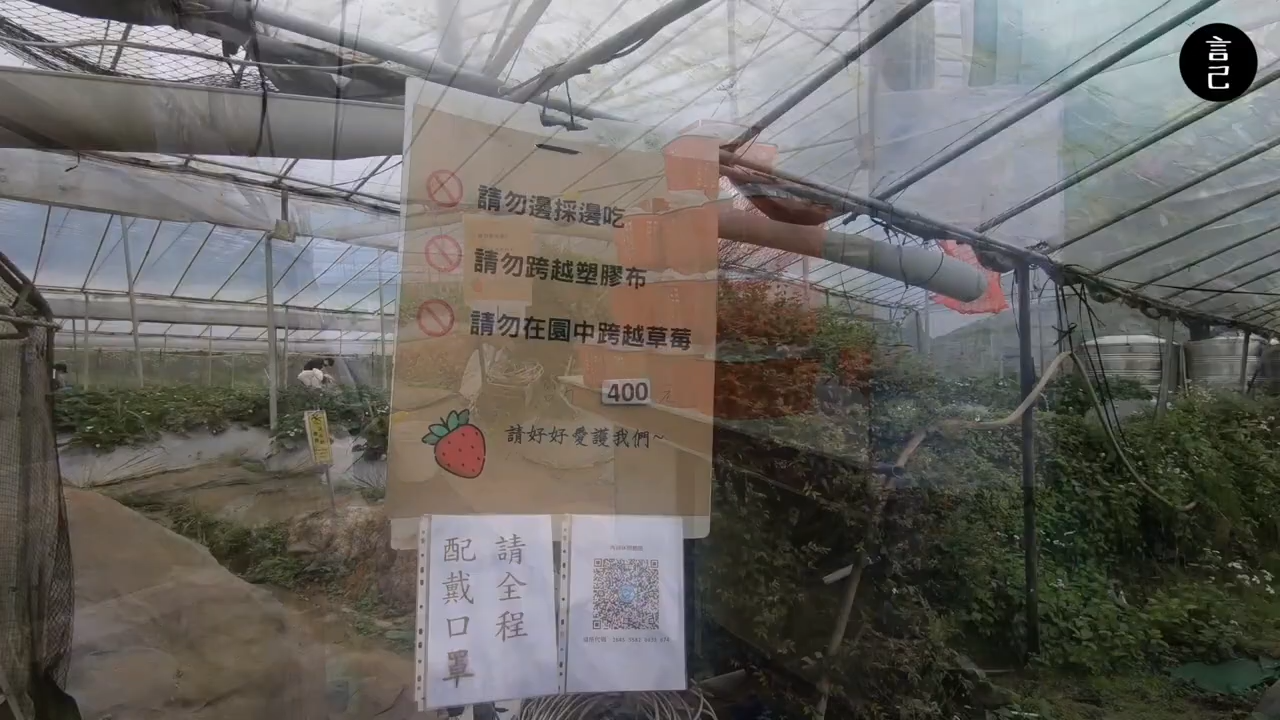 言己
請勿邊採邊吃
請勿跨越塑膠布
請勿在園中跨越草莓
400
請好好愛護我們~
請全程
配戴口罩